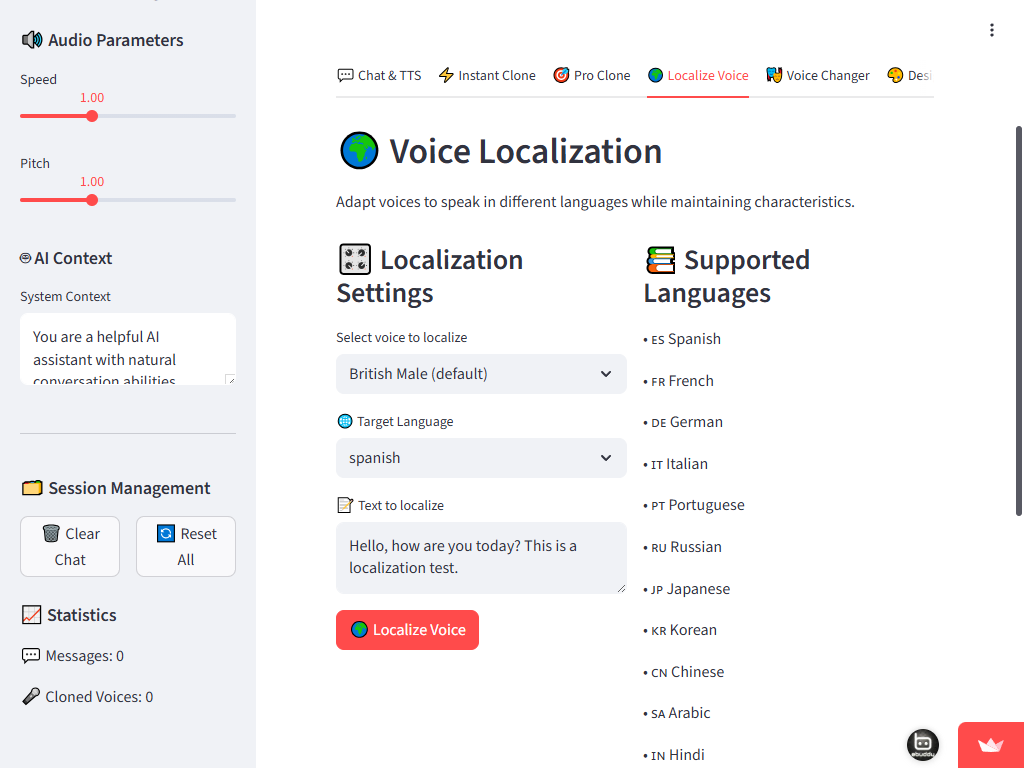 Audio Parameters
Speed
1.00
Pitch
1.00
AI Context
System Context
You are a helpful AI
assistant with natural
conversation abilities
Session Management
Clear
Chat
Reset
All
Statistics
Messages: 0
Cloned Voices: 0
Chat & TTS
Instant Clone
Pro Clone
Localize Voice
Voice Changer
Desi
Voice Localization
Adapt voices to speak in different languages while maintaining characteristics.
Localization
Settings
Select voice to localize
British Male (default)
Target Language
spanish
Text to localize
Hello, how are you today? This is a
localization test.
Localize Voice
Supported
Languages
• ES Spanish
• FR French
• DE German
• IT Italian
• PT Portuguese
• RU Russian
• JP Japanese
• KR Korean
• CN Chinese
• SA Arabic
• IN Hindi